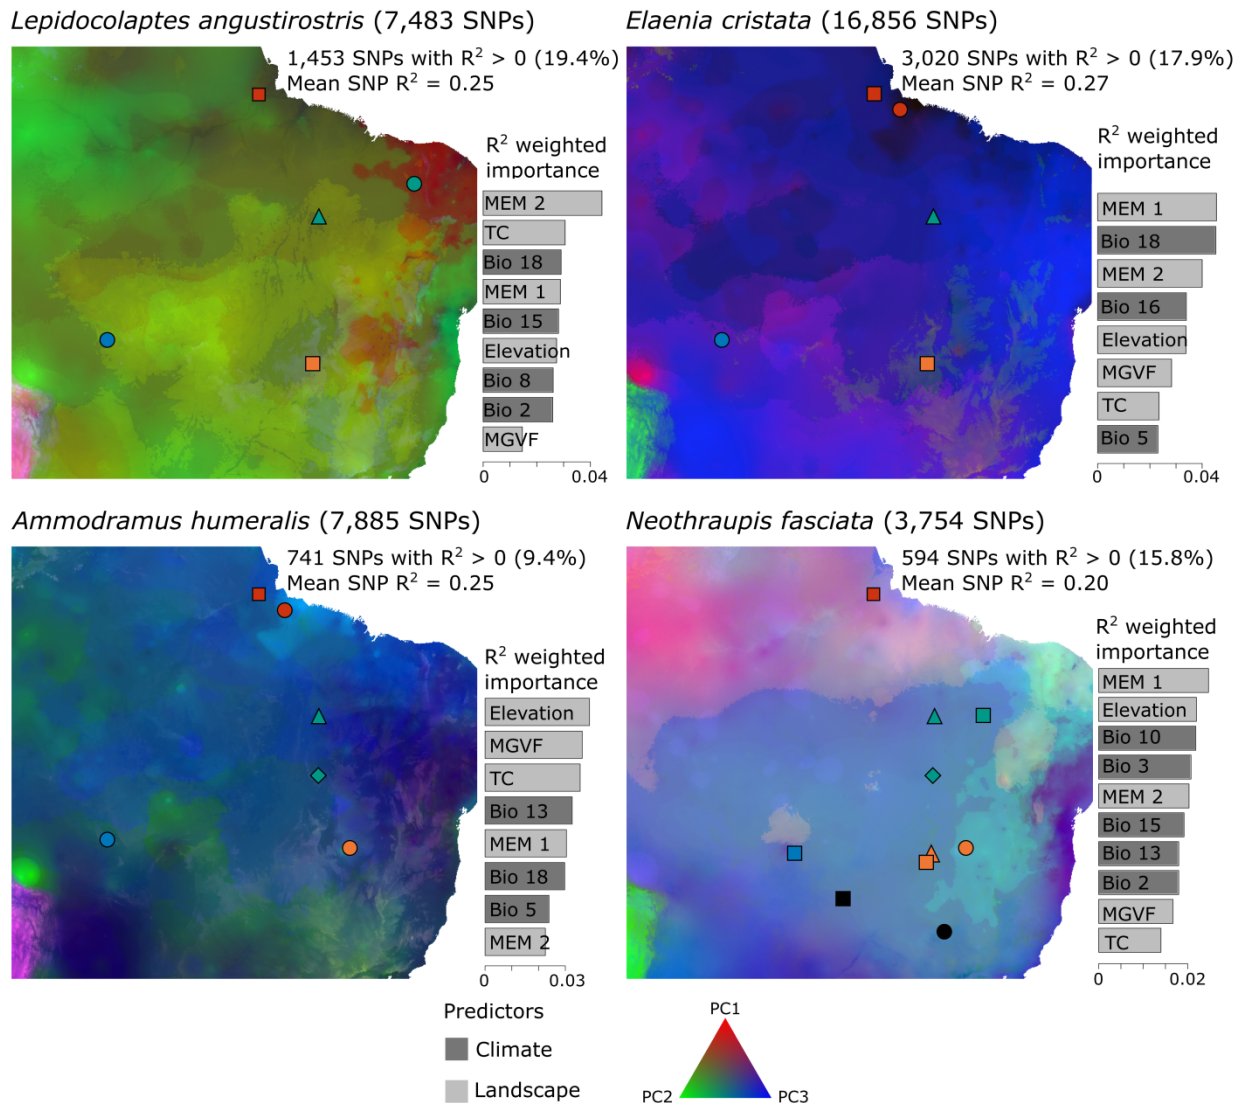 Lepidocolaptes angustirostris (7,483 SNPs)
1,453 SNPs with R² > 0 (19.4%)
Mean SNP R² = 0.25
R² weighted
importance
MEM 2
TC
Bio 18
MEM 1
Bio 15
Elevation
Bio 8
Bio 2
MGVF
0 0.04
Elaenia cristata (16,856 SNPs)
3,020 SNPs with R² > 0 (17.9%)
Mean SNP R² = 0.27
R² weighted
importance
MEM 1
Bio 18
MEM 2
Bio 16
Elevation
MGVF
TC
Bio 5
0 0.04
Ammodramus humeralis (7,885 SNPs)
741 SNPs with R² > 0 (9.4%)
Mean SNP R² = 0.25
R² weighted
importance
Elevation
MGVF
TC
Bio 13
MEM 1
Bio 18
Bio 5
MEM 2
0 0.03
Neothraupis fasciata (3,754 SNPs)
594 SNPs with R² > 0 (15.8%)
Mean SNP R² = 0.20
R² weighted
importance
MEM 1
Elevation
Bio 10
Bio 3
MEM 2
Bio 15
Bio 13
Bio 2
MGVF
TC
0 0.02
Predictors
Climate
Landscape
PC1
PC2 PC3